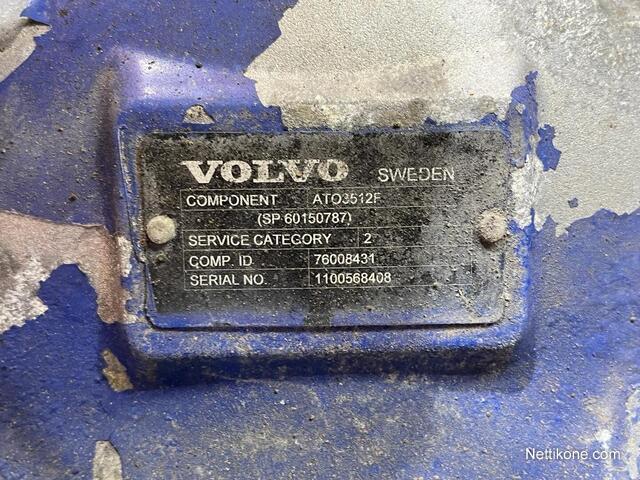 VOLVO SWEDEN
COMPONENT ATO3512F
(SP 60150787)
SERVICE CATEGORY 2
COMP. ID. 76008431
SERIAL NO. 1100568408
Nettikone.com